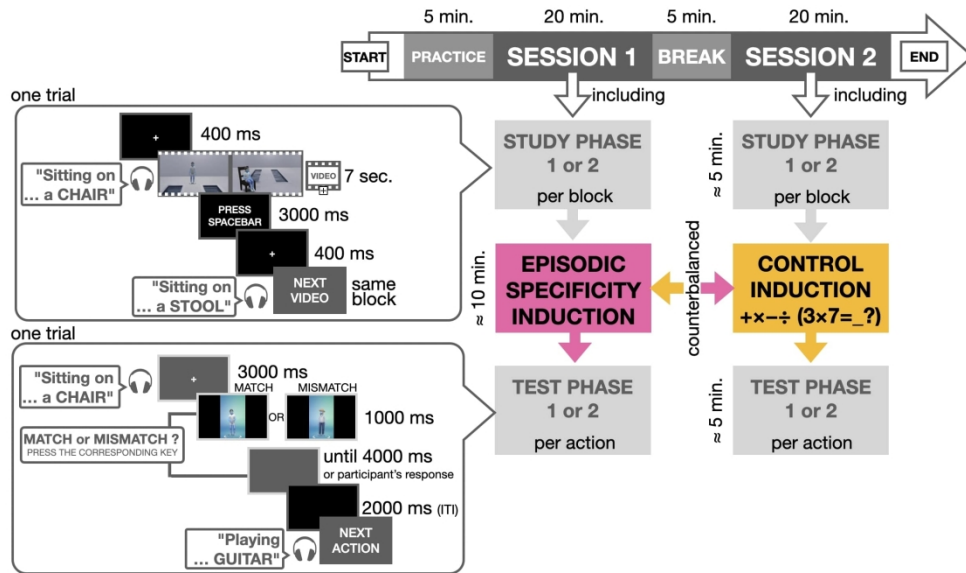 5 min.
20 min.
5 min.
20 min.
START
PRACTICE
SESSION 1
BREAK
SESSION 2
END
including
including
one trial
400 ms
"Sitting on
... a CHAIR"
VIDEO
7 sec.
PRESS
SPACEBAR
3000 ms
400 ms
"Sitting on
... a STOOL"
NEXT
VIDEO
same
block
STUDY PHASE
1 or 2
per block
≈ 5 min.
STUDY PHASE
1 or 2
per block
≈ 10 min.
EPISODIC
SPECIFICITY
INDUCTION
counterbalanced
CONTROL
INDUCTION
+×−÷ (3×7=_?)
one trial
"Sitting on
... a CHAIR"
3000 ms
MATCH
OR
MISMATCH
1000 ms
MATCH or MISMATCH ?
PRESS THE CORRESPONDING KEY
until 4000 ms
or participant's response
2000 ms (ITI)
"Playing
... GUITAR"
NEXT
ACTION
TEST PHASE
1 or 2
per action
≈ 5 min.
TEST PHASE
1 or 2
per action